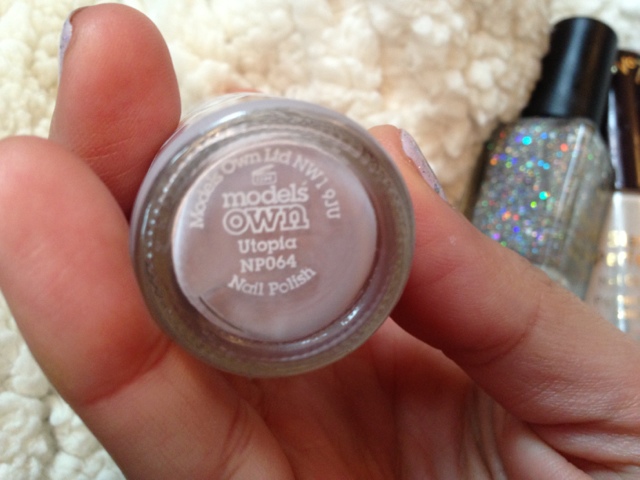 Models Own Ltd NW1 9JU
models
own
Utopia
NP064
Nail Polish